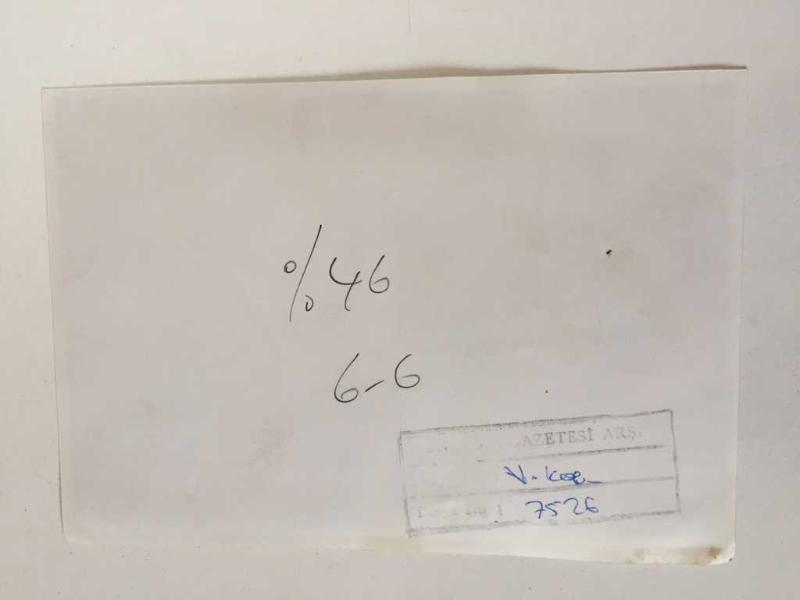 %46
6-6
AZETESİ ARŞ.
V. Koç
7526